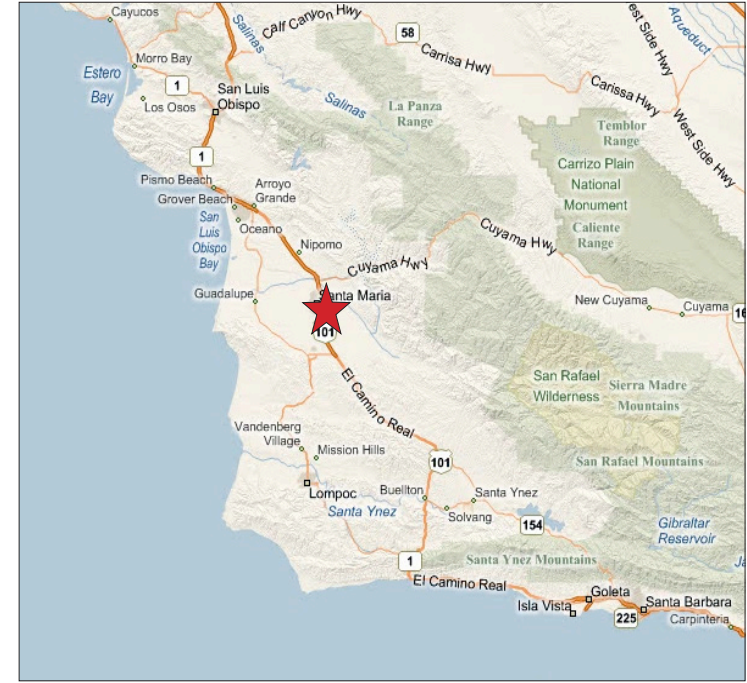 Cayucos
Calf Canyon Hwy
Salinas
58
Carrisa Hwy
est Side Hwy
Aqueduct
Morro Bay
Estero
Bay
1
San Luis
Obispo
Los Osos
Salinas
La Panza
Range
Carissa Hwy
West Side Hwy
Temblor
Range
Carrizo Plain
National
Monument
Caliente
Range
1
Pismo Beach
Grover Beach
Arroyo
Grande
Oceano
San
Luis
Obispo
Bay
Nipomo
Cuyama Hwy
Cuyama Hwy
Guadalupe
Santa Maria
101
New Cuyama
Cuyama
16
El Camino Real
San Rafael
Wilderness
Sierra Madre
Mountains
Vandenberg
Village
Mission Hills
101
San Rafael Mountains
Lompoc
Buellton
Santa Ynez
Santa Ynez
Solvang
154
Gibraltar
Reservoir
Ja
1
Santa Ynez Mountains
El Camino Real
Isla Vista
Goleta
225
Santa Barbara
Carpinteria